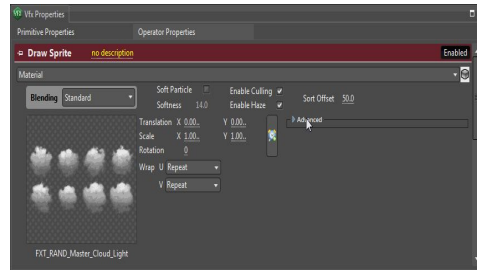 Vfx Vfx Properties
Primitive Properties Operator Properties
Draw Sprite no description Enabled
Material
Blending Standard
Soft Particle
Softness 14.0
Enable Culling
Enable Haze
Sort Offset 50.0
Advanced
Translation X 0.00.. Y 0.00..
Scale X 1.00.. Y 1.00..
Rotation 0
Wrap U Repeat
V Repeat
FXT_RAND_Master_Cloud_Light